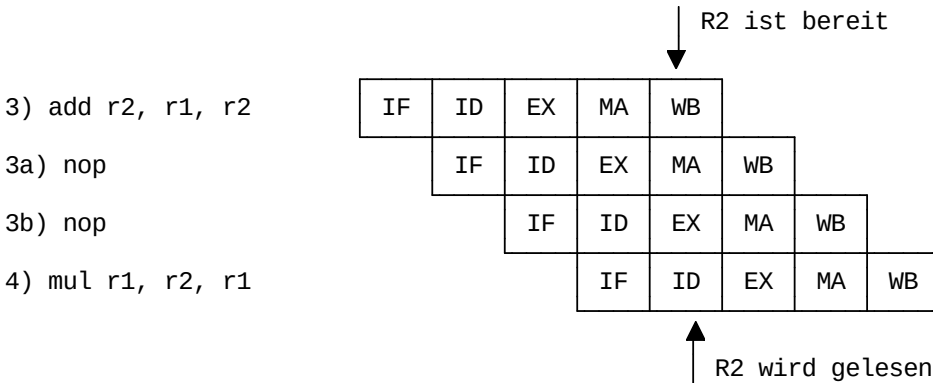 R2 ist bereit
3) add r2, r1, r2 IF ID EX MA WB
3a) nop IF ID EX MA WB
3b) nop IF ID EX MA WB
4) mul r1, r2, r1 IF ID EX MA WB
R2 wird gelesen